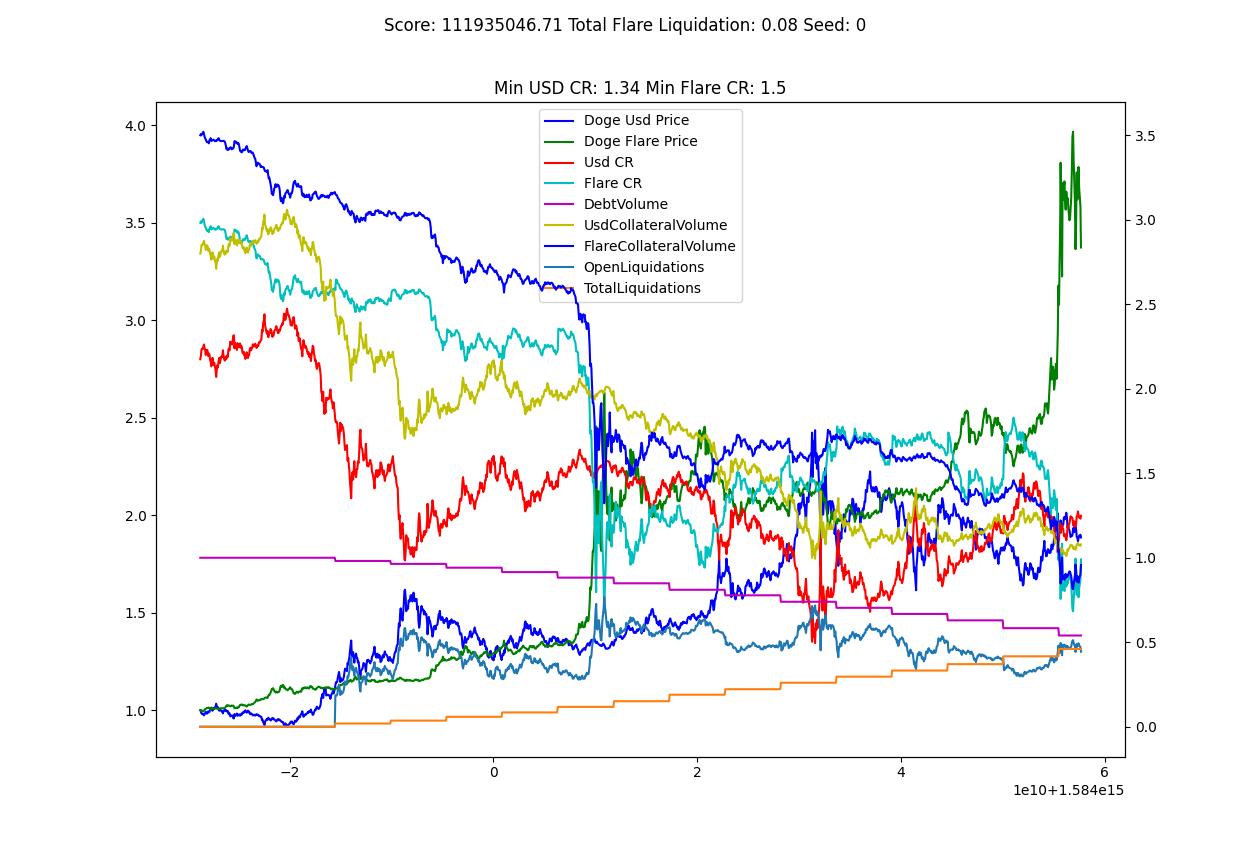 Score: 111935046.71 Total Flare Liquidation: 0.08 Seed: 0
Min USD CR: 1.34 Min Flare CR: 1.5
4.0
3.5
3.0
2.5
2.0
1.5
1.0
Doge Usd Price
Doge Flare Price
Usd CR
Flare CR
DebtVolume
UsdCollateralVolume
FlareCollateralVolume
OpenLiquidations
TotalLiquidations
3.5
3.0
2.5
2.0
1.5
1.0
0.5
0.0
−2 0 2 4 6
1e10+1.584e15